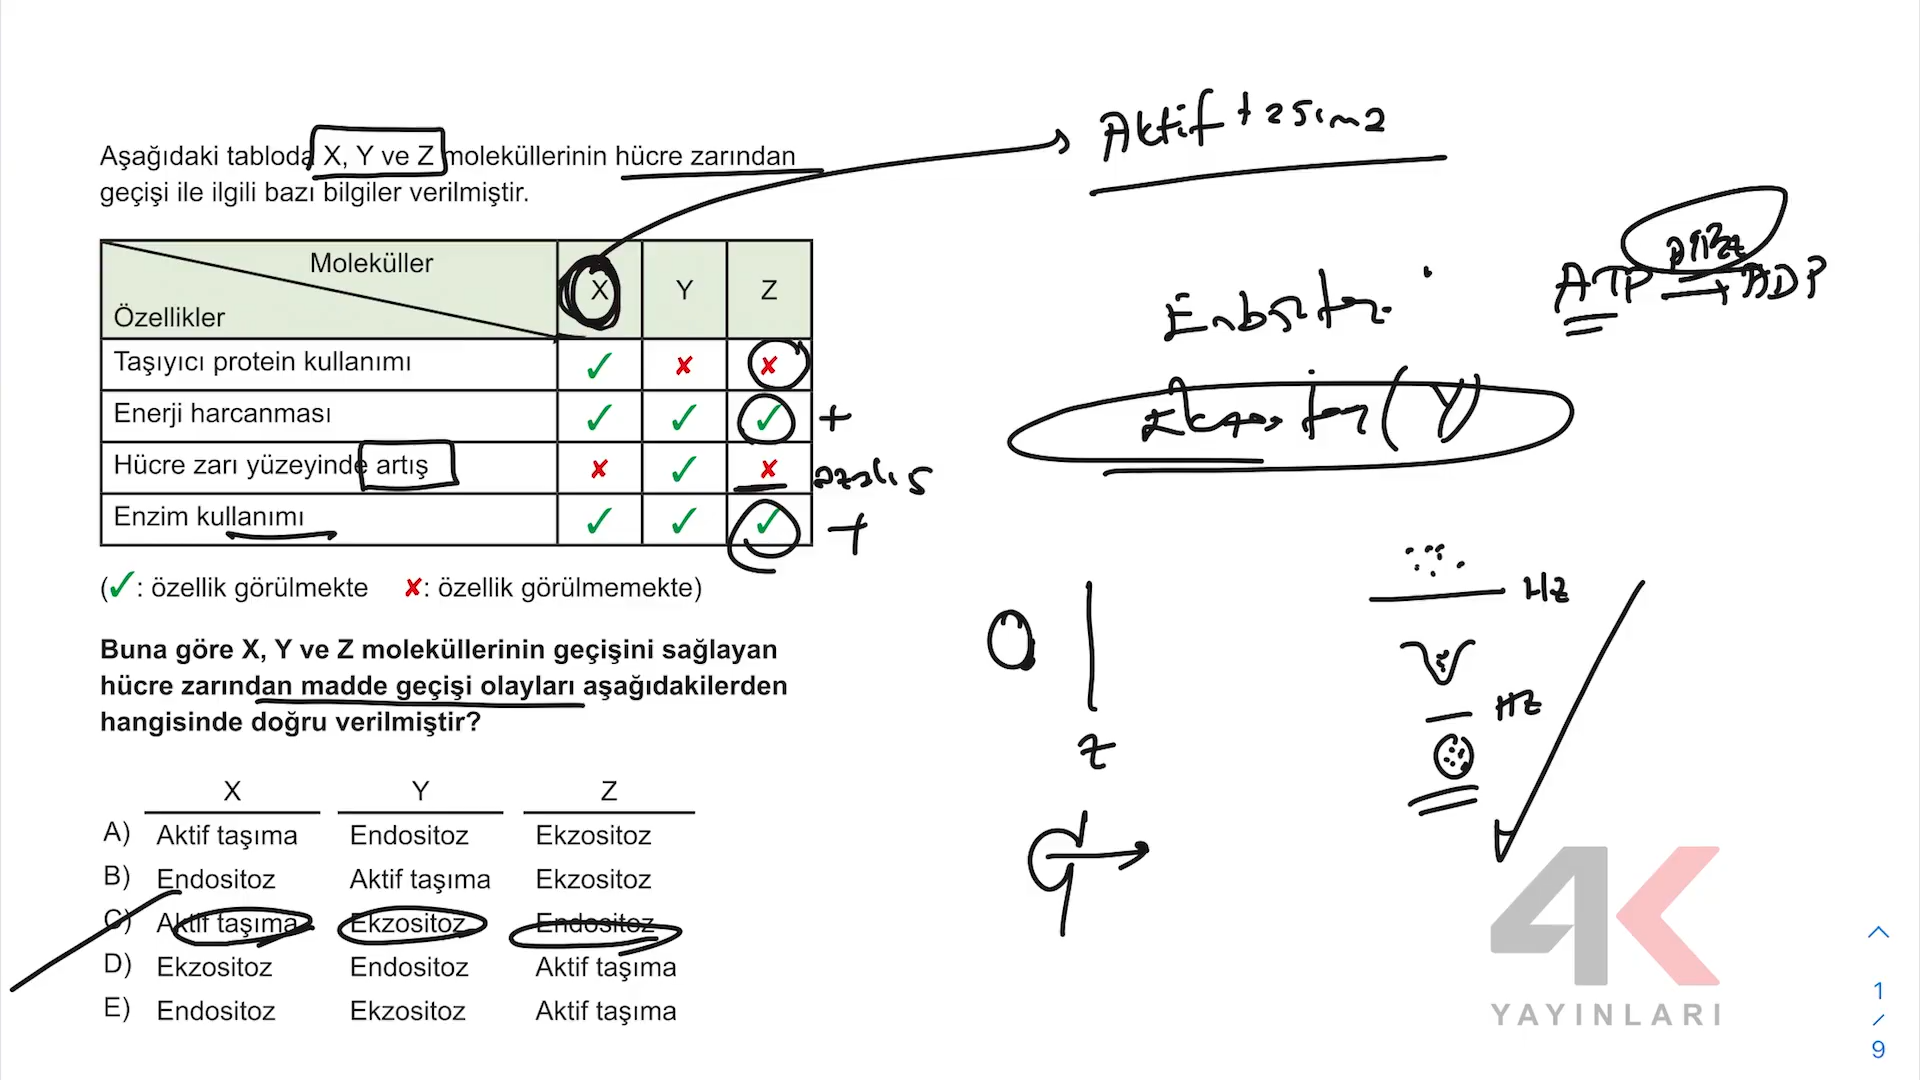 Aşağıdaki tabloda X, Y ve Z moleküllerinin hücre zarından
geçişi ile ilgili bazı bilgiler verilmiştir.
Moleküller
Özellikler
X Y Z
Taşıyıcı protein kullanımı ✓ ✗ ✗
Enerji harcanması ✓ ✓ ✓ +
Hücre zarı yüzeyinde artış ✗ ✓ ✗ azalış
Enzim kullanımı ✓ ✓ ✓ +
(✓: özellik görülmekte ✗: özellik görülmemekte)
Buna göre X, Y ve Z moleküllerinin geçişini sağlayan
hücre zarından madde geçişi olayları aşağıdakilerden
hangisinde doğru verilmiştir?
X Y Z
A) Aktif taşıma Endositoz Ekzositoz
B) Endositoz Aktif taşıma Ekzositoz
C) Aktif taşıma Ekzositoz Endositoz
D) Ekzositoz Endositoz Aktif taşıma
E) Endositoz Ekzositoz Aktif taşıma
Aktif taşıma
ATP → ADP
(Y)
HZ
HZ
z
4K
YAYINLARI
1
/
9